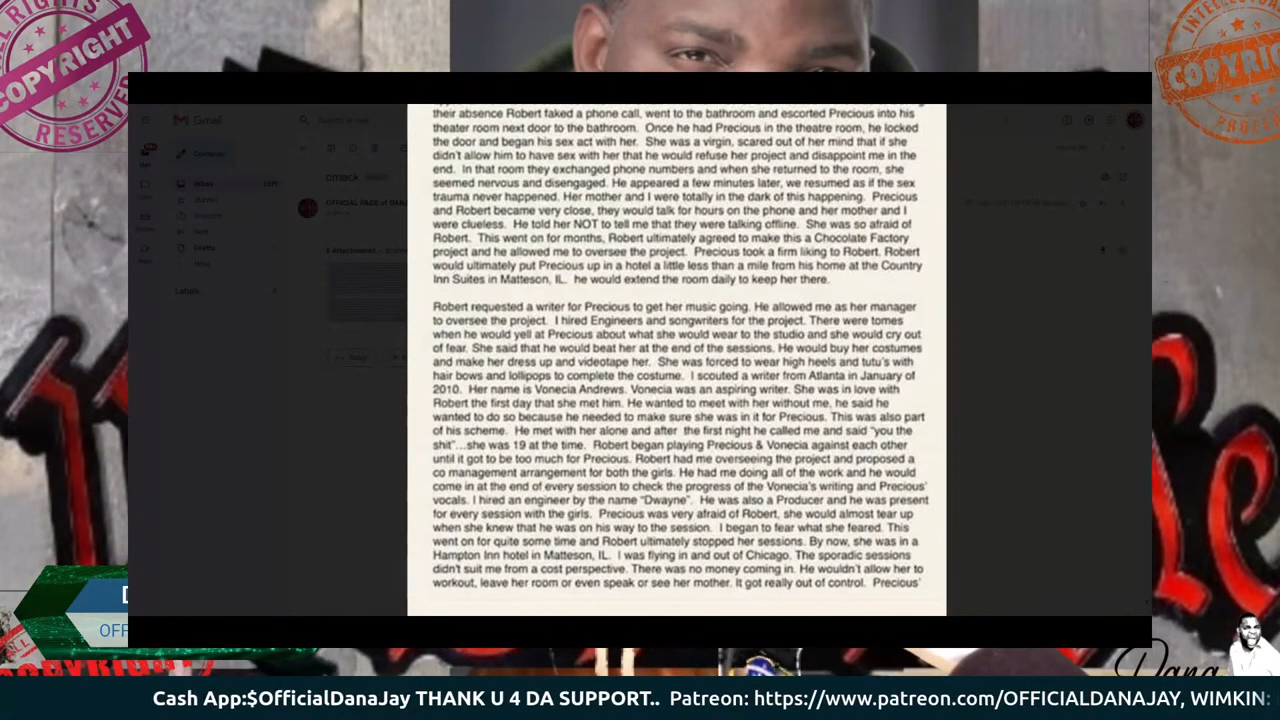 COPYRIGHT
RESERVED
COPYRIG
Gmail
Compose
Inbox
Drafts
More
Labels
their absence Robert faked a phone call, went to the bathroom and escorted Precious into his
theater room next door to the bathroom. Once he had Precious in the theatre room, he locked
the door and began his sex act with her. She was a virgin, scared out of her mind that if she
didn't allow him to have sex with her that he would refuse her project and disappoint me in the
end. In that room they exchanged phone numbers and when she returned to the room, she
seemed nervous and disengaged. He appeared a few minutes later, we resumed as if the sex
trauma never happened. Her mother and I were totally in the dark of this happening. Precious
and Robert became very close, they would talk for hours on the phone and her mother and I
were clueless. He told her NOT to tell me that they were talking offline. She was so afraid of
Robert. This went on for months, Robert ultimately agreed to make this a Chocolate Factory
project and he allowed me to oversee the project. Precious took a firm liking to Robert. Robert
would ultimately put Precious up in a hotel a little less than a mile from his home at the Country
Inn Suites in Matteson, IL. he would extend the room daily to keep her there.
Robert requested a writer for Precious to get her music going. He allowed me as her manager
to oversee the project. I hired Engineers and songwriters for the project. There were tomes
when he would yell at Precious about what she would wear to the studio and she would cry out
of fear. She said that he would beat her at the end of the sessions. He would buy her costumes
and make her dress up and videotape her. She was forced to wear high heels and tutu's with
hair bows and lollipops to complete the costume. I scouted a writer from Atlanta in January of
2010. Her name is Vonecia Andrews. Vonecia was an aspiring writer. She was in love with
Robert the first day that she met him. He wanted to meet with her without me, he said he
wanted to do so because he needed to make sure she was in it for Precious. This was also part
of his scheme. He met with her alone and after the first night he called me and said "you the
shit"...she was 19 at the time. Robert began playing Precious & Vonecia against each other
until it got to be too much for Precious. Robert had me overseeing the project and proposed a
co management arrangement for both the girls. He had me doing all of the work and he would
come in at the end of every session to check the progress of the Vonecia's writing and Precious'
vocals. I hired an engineer by the name "Dwayne". He was also a Producer and he was present
for every session with the girls. Precious was very afraid of Robert, she would almost tear up
when she knew that he was on his way to the session. I began to fear what she feared. This
went on for quite some time and Robert ultimately stopped her sessions. By now, she was in a
Hampton Inn hotel in Matteson, IL. I was flying in and out of Chicago. The sporadic sessions
didn't suit me from a cost perspective. There was no money coming in. He wouldn't allow her to
workout, leave her room or even speak or see her mother. It got really out of control. Precious'
D
OFF
COPYRIGHT
Dana
Cash App:$OfficialDanaJay THANK U 4 DA SUPPORT.. Patreon: https://www.patreon.com/OFFICIALDANAJAY, WIMKIN: